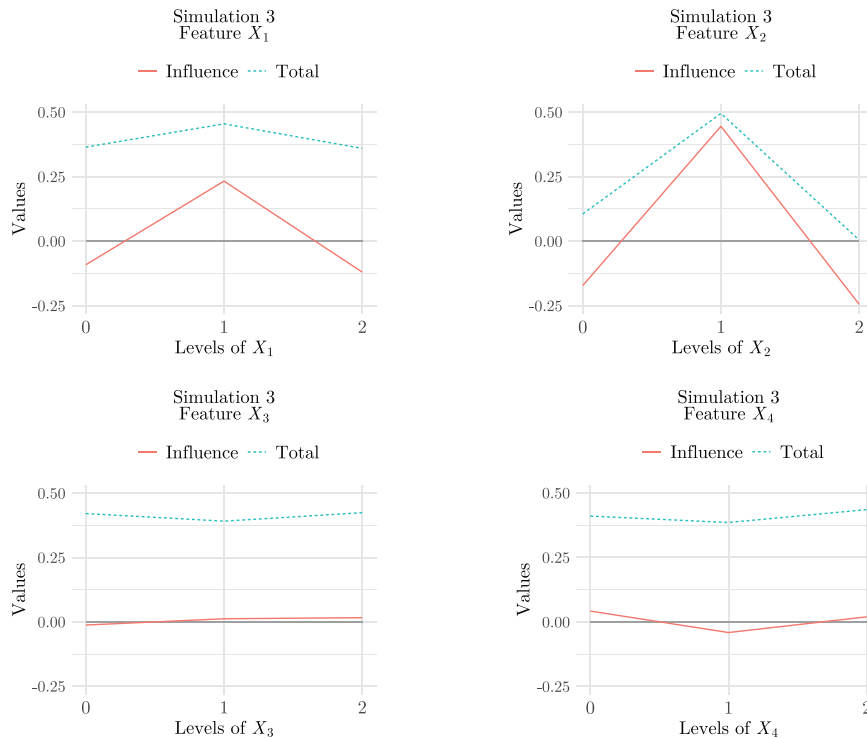 Simulation 3
Feature X₁
Influence Total
0.50
0.25
0.00
-0.25
Values
0 1 2
Levels of X₁
Simulation 3
Feature X₂
Influence Total
0.50
0.25
0.00
-0.25
Values
0 1 2
Levels of X₂
Simulation 3
Feature X₃
Influence Total
0.50
0.25
0.00
-0.25
Values
0 1 2
Levels of X₃
Simulation 3
Feature X₄
Influence Total
0.50
0.25
0.00
-0.25
Values
0 1 2
Levels of X₄